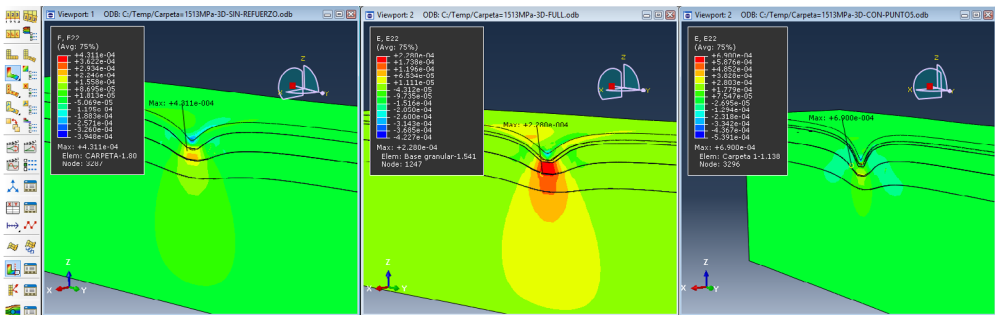 Viewport: 1 ODB: C:/Temp/Carpeta=1513MPa-3D-SIN-REFUERZO.odb
E, E22
(Avg: 75%)
+4.311e-04
+3.622e-04
+2.934e-04
+2.246e-04
+1.558e-04
+8.695e-05
+1.813e-05
-5.069e-05
-1.195e-04
-1.883e-04
-2.571e-04
-3.260e-04
-3.948e-04
Max: +4.311e-04
Elem: CARPETA-1.80
Node: 3287
Max: +4.311e-004
Z
X
Y
Z
X
Y
Viewport: 2 ODB: C:/Temp/Carpeta=1513MPa-3D-FULL.odb
E, E22
(Avg: 75%)
+2.280e-04
+1.738e-04
+1.196e-04
+6.534e-05
+1.111e-05
-4.312e-05
-9.735e-05
-1.516e-04
-2.058e-04
-2.600e-04
-3.143e-04
-3.685e-04
-4.227e-04
Max: +2.280e-04
Elem: Base granular-1.541
Node: 1247
Max: +2.280e-004
Z
X
Y
Z
X
Y
Viewport: 2 ODB: C:/Temp/Carpeta=1513MPa-3D-CON-PUNTO5.odb
E, E22
(Avg: 75%)
+6.900e-04
+5.876e-04
+4.852e-04
+3.828e-04
+2.803e-04
+1.779e-04
+7.547e-05
-2.695e-05
-1.294e-04
-2.318e-04
-3.342e-04
-4.367e-04
-5.391e-04
Max: +6.900e-04
Elem: Carpeta 1-1.138
Node: 3296
Max: +6.900e-004
Z
X
Y
Z
X
Y